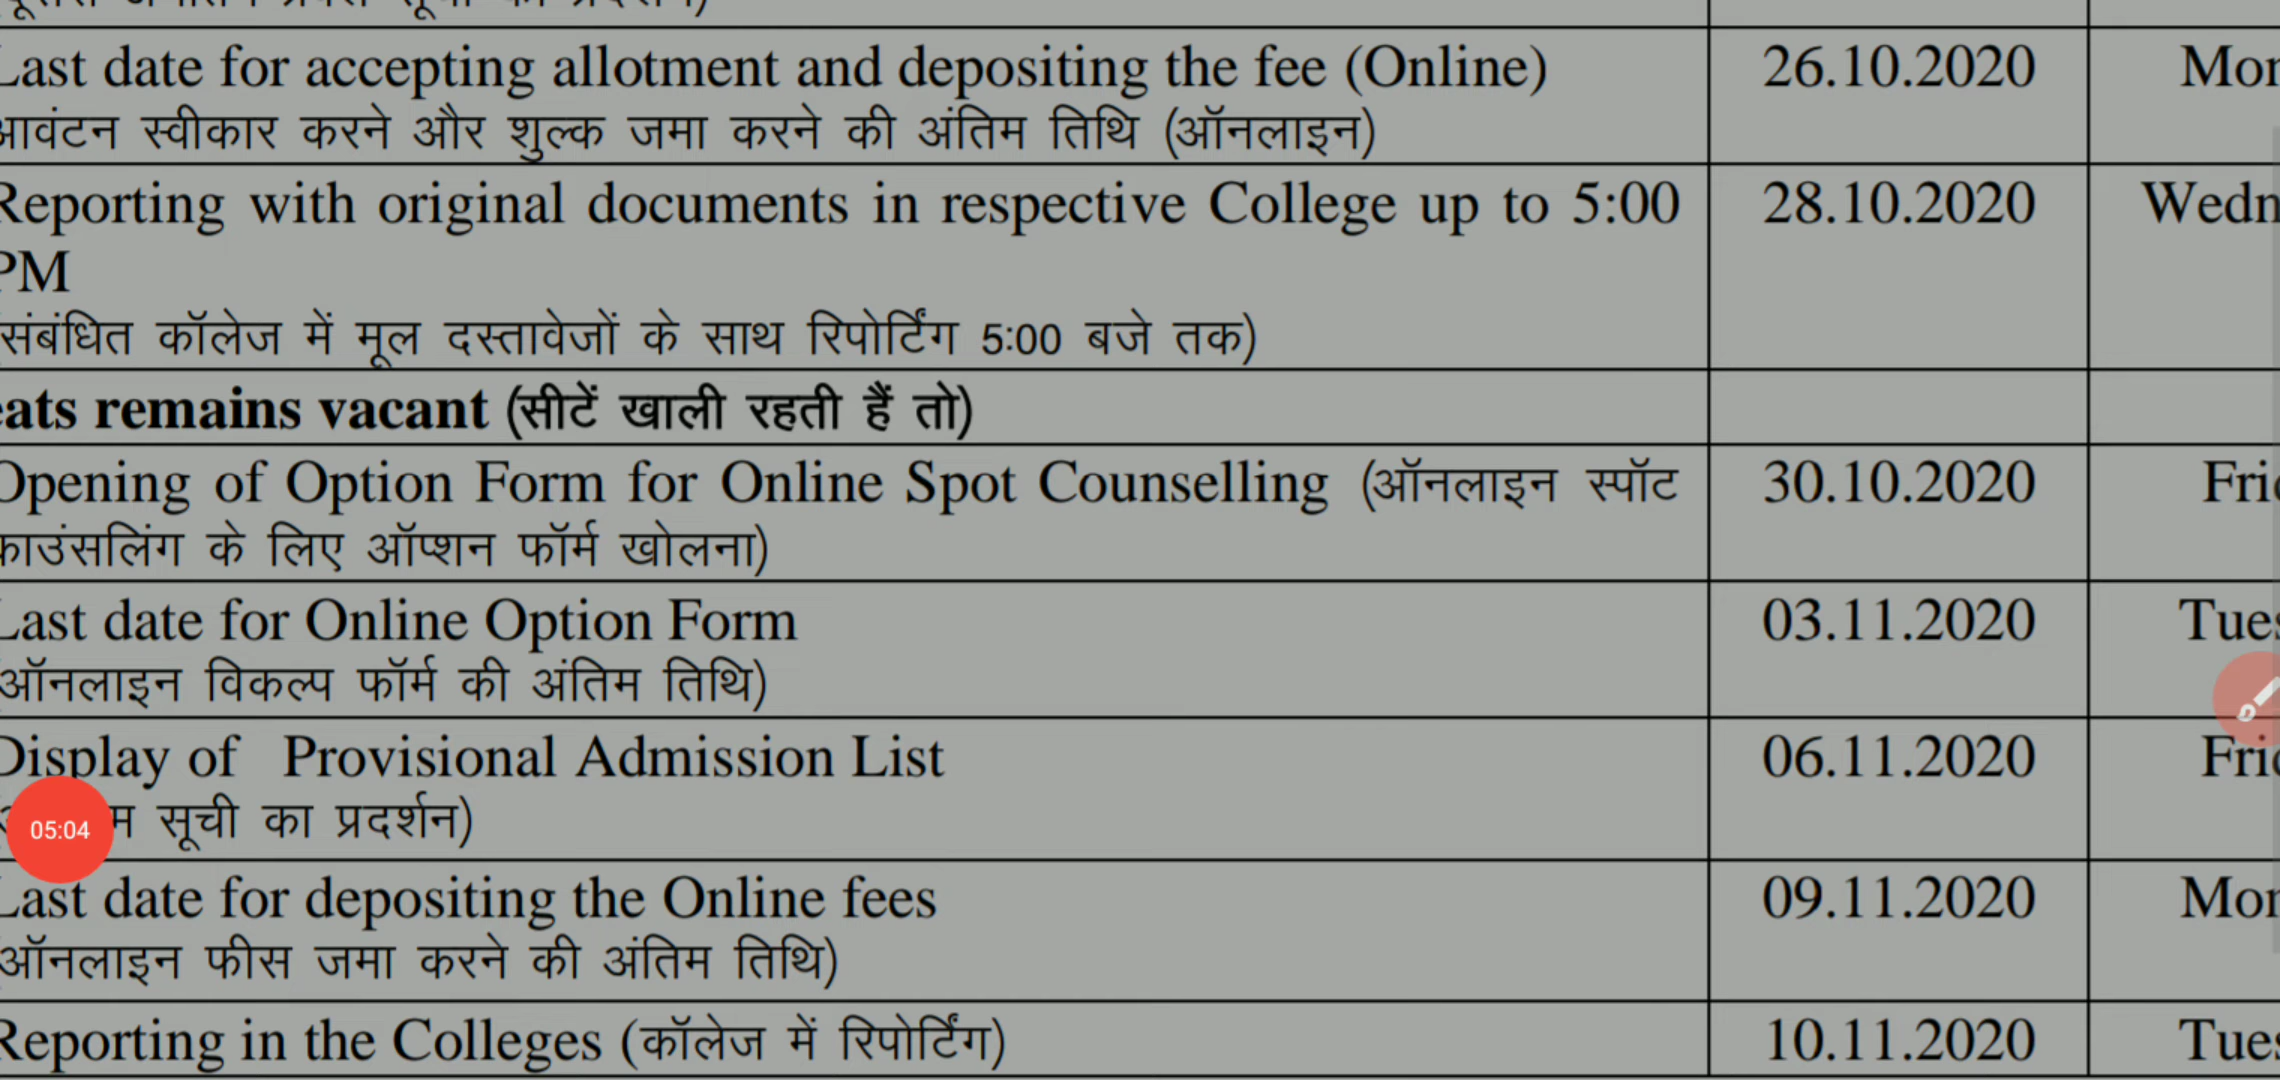 Last date for accepting allotment and depositing the fee (Online) 26.10.2020
आवंटन स्वीकार करने और शुल्क जमा करने की अंतिम तिथि (ऑनलाइन)
Reporting with original documents in respective College up to 5:00 28.10.2020
PM
संबंधित कॉलेज में मूल दस्तावेजों के साथ रिपोर्टिंग 5:00 बजे तक)
remains vacant (सीटें खाली रहती हैं तो)
Opening of Option Form for Online Spot Counselling (ऑनलाइन स्पॉट 30.10.2020
काउंसलिंग के लिए ऑप्शन फॉर्म खोलना)
Last date for Online Option Form 03.11.2020
ऑनलाइन विकल्प फॉर्म की अंतिम तिथि)
Display of Provisional Admission List 06.11.2020
सूची का प्रदर्शन)
05:04
Last date for depositing the Online fees 09.11.2020
ऑनलाइन फीस जमा करने की अंतिम तिथि)
Reporting in the Colleges (कॉलेज में रिपोर्टिंग) 10.11.2020